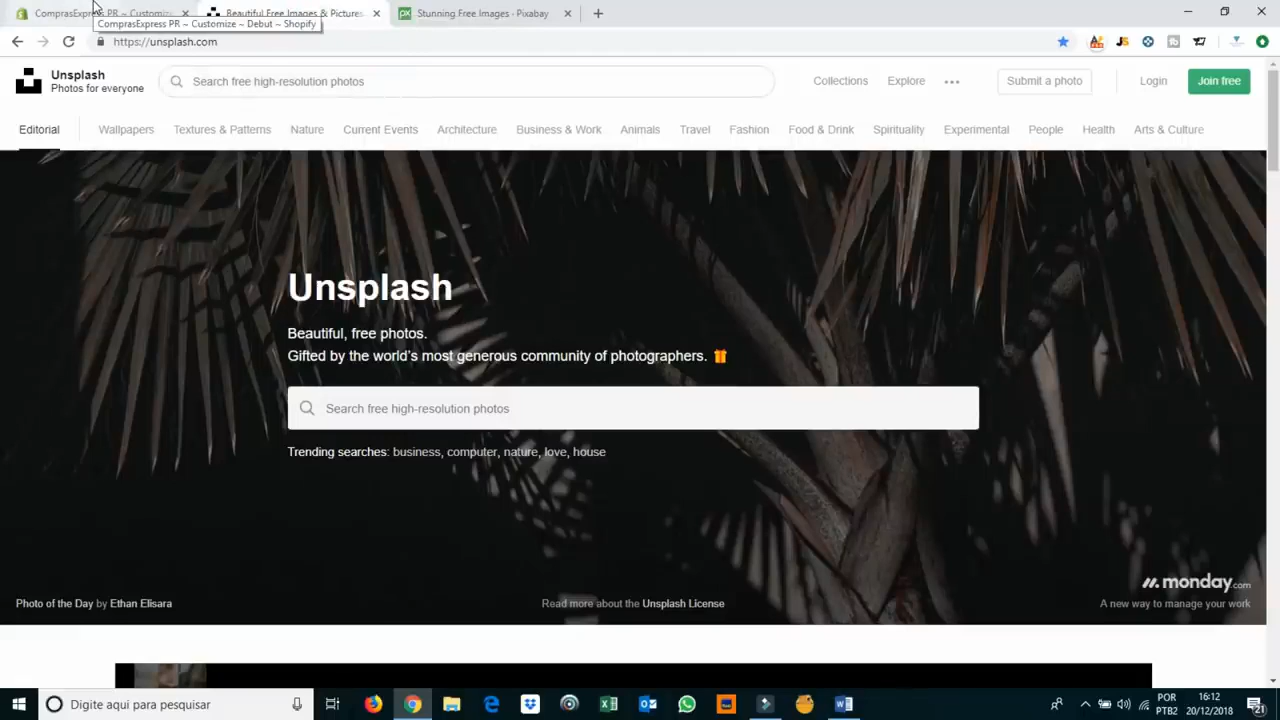 ComprasExpress PR ~ Customiz
Beautiful Free Images & Pictures
Stunning Free Images - Pixabay
ComprasExpress PR ~ Customize ~ Debut ~ Shopify
https://unsplash.com
Unsplash
Photos for everyone
Search free high-resolution photos
Collections
Explore
Submit a photo
Login
Join free
Editorial
Wallpapers
Textures & Patterns
Nature
Current Events
Architecture
Business & Work
Animals
Travel
Fashion
Food & Drink
Spirituality
Experimental
People
Health
Arts & Culture
Unsplash
Beautiful, free photos.
Gifted by the world's most generous community of photographers.
Search free high-resolution photos
Trending searches: business, computer, nature, love, house
monday.com
Photo of the Day by Ethan Elisara
Read more about the Unsplash License
A new way to manage your work
Digite aqui para pesquisar
POR
PTB2
16:12
20/12/2018
21